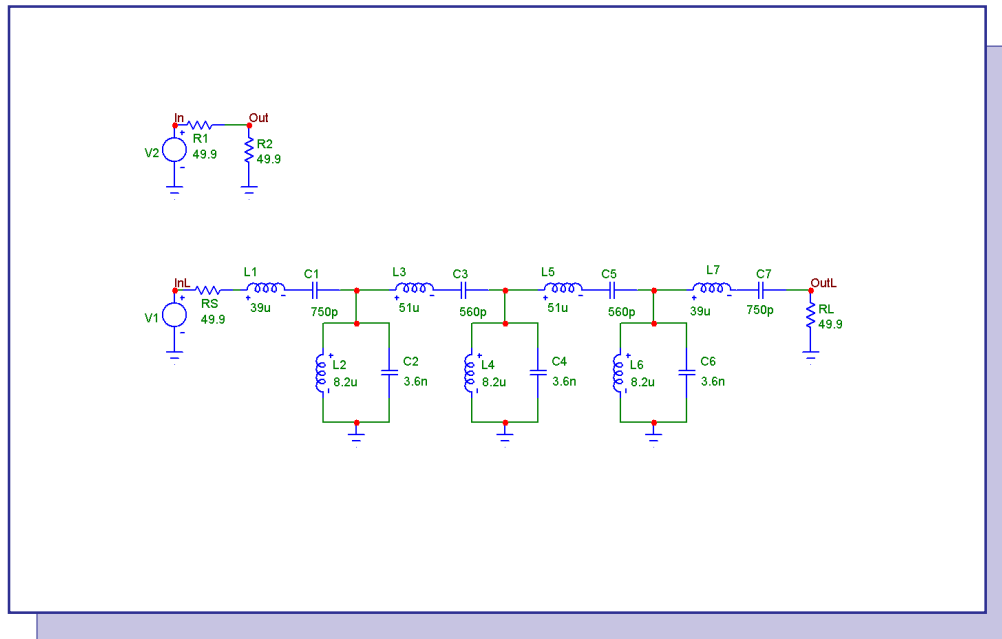 In
Out
R1
49.9
R2
49.9
V2
InL
RS
49.9
V1
L1
39u
C1
750p
L3
51u
C3
560p
L5
51u
C5
560p
L7
39u
C7
750p
OutL
RL
49.9
L2
8.2u
C2
3.6n
L4
8.2u
C4
3.6n
L6
8.2u
C6
3.6n